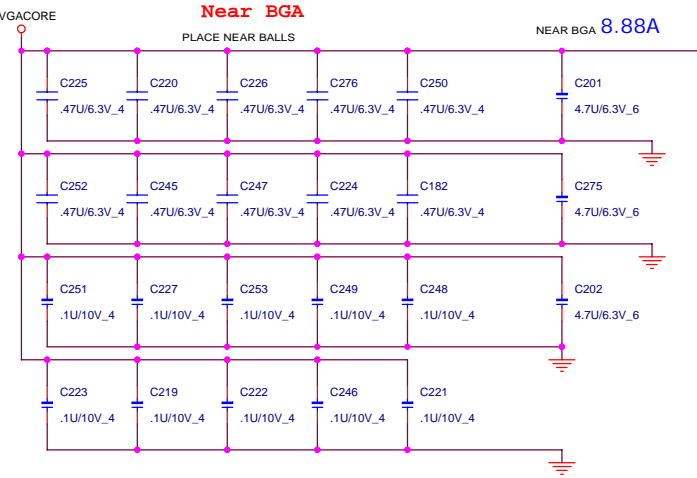 Near BGA
VGACORE
PLACE NEAR BALLS
NEAR BGA 8.88A
C225 C220 C226 C276 C250 C201
.47U/6.3V_4 .47U/6.3V_4 .47U/6.3V_4 .47U/6.3V_4 .47U/6.3V_4 4.7U/6.3V_6
C252 C245 C247 C224 C182 C275
.47U/6.3V_4 .47U/6.3V_4 .47U/6.3V_4 .47U/6.3V_4 .47U/6.3V_4 4.7U/6.3V_6
C251 C227 C253 C249 C248 C202
.1U/10V_4 .1U/10V_4 .1U/10V_4 .1U/10V_4 .1U/10V_4 4.7U/6.3V_6
C223 C219 C222 C246 C221
.1U/10V_4 .1U/10V_4 .1U/10V_4 .1U/10V_4 .1U/10V_4